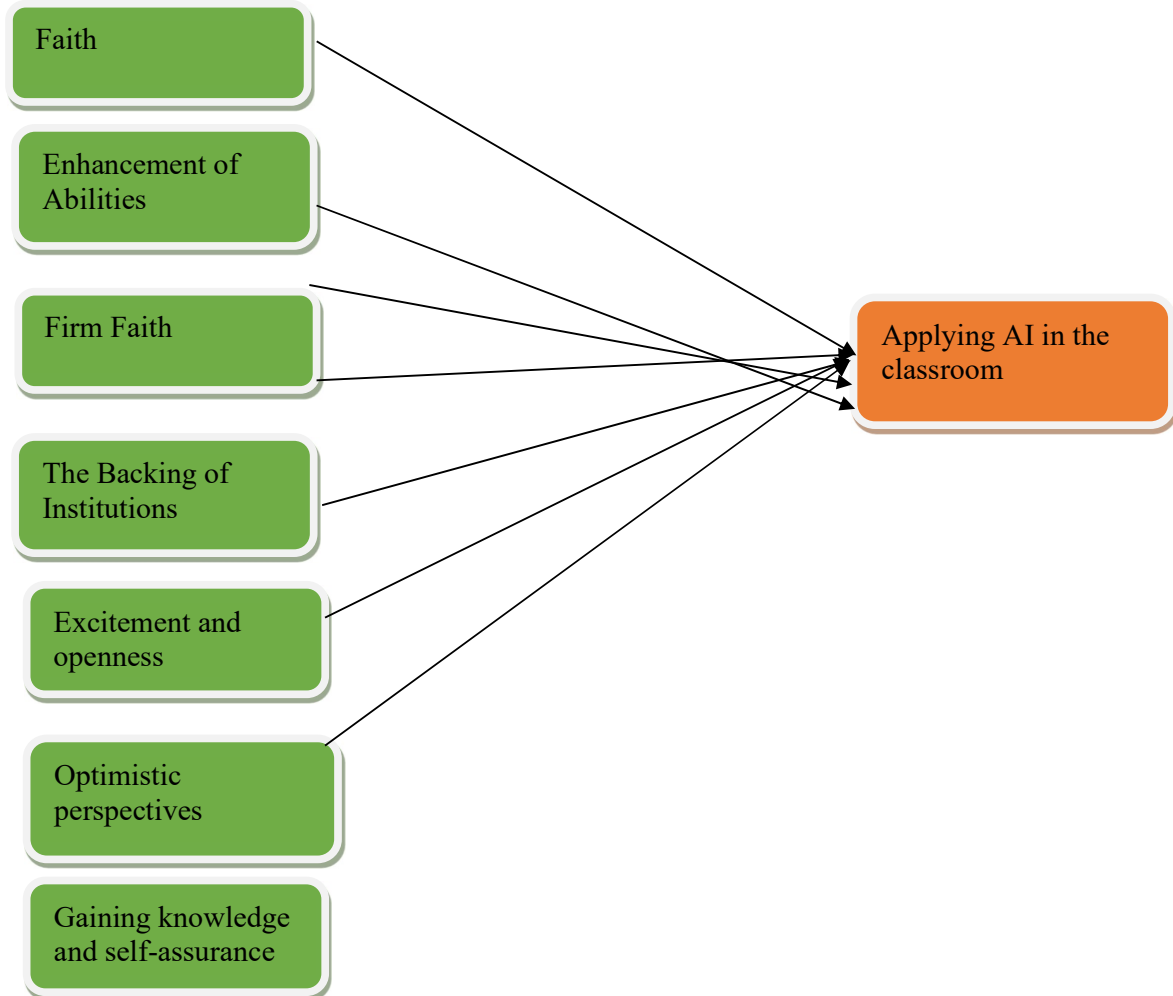 Faith
Enhancement of
Abilities
Firm Faith
The Backing of
Institutions
Excitement and
openness
Optimistic
perspectives
Gaining knowledge
and self-assurance
Applying AI in the
classroom